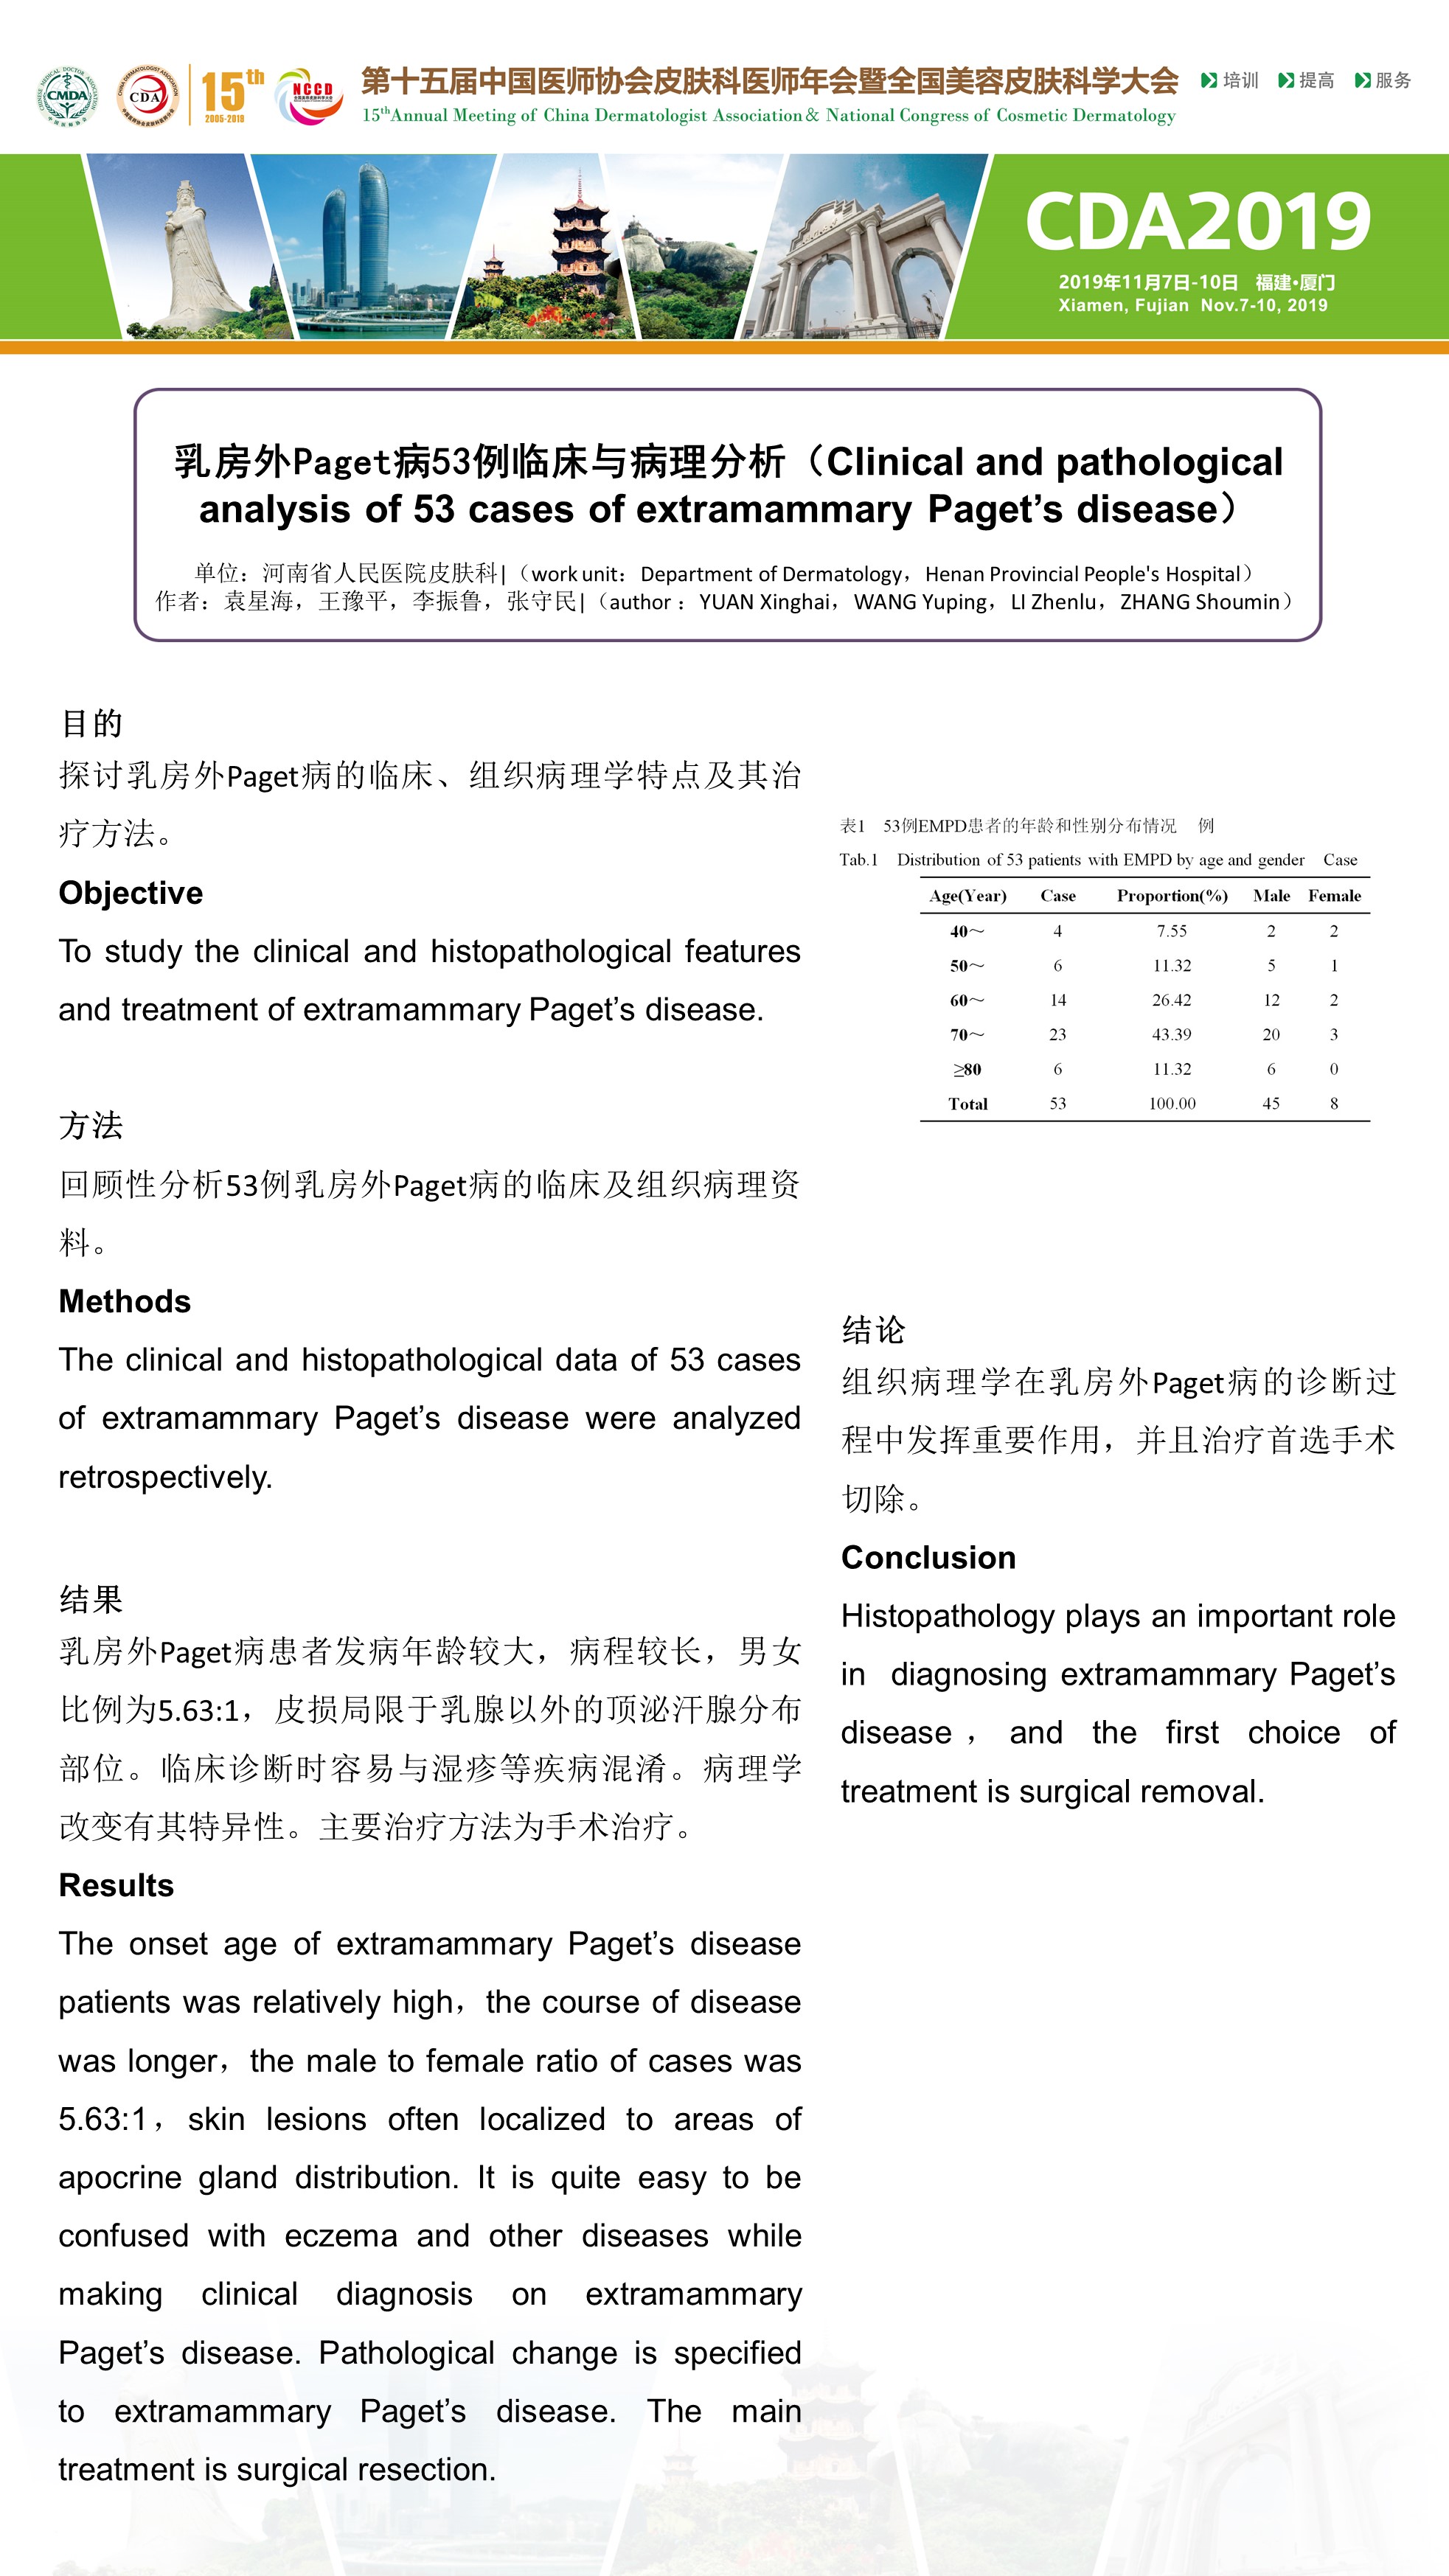 CMDA
CDA
15th
2005-2019
NCCD
第十五届中国医师协会皮肤科医师年会暨全国美容皮肤科学大会
15thAnnual Meeting of China Dermatologist Association& National Congress of Cosmetic Dermatology
培训 提高 服务
CDA2019
2019年11月7日-10日 福建•厦门
Xiamen, Fujian Nov.7-10, 2019
乳房外Paget病53例临床与病理分析（Clinical and pathological
analysis of 53 cases of extramammary Paget’s disease）
单位：河南省人民医院皮肤科|（work unit：Department of Dermatology，Henan Provincial People's Hospital）
作者：袁星海，王豫平，李振鲁，张守民|（author：YUAN Xinghai，WANG Yuping，LI Zhenlu，ZHANG Shoumin）
目的
探讨乳房外Paget病的临床、组织病理学特点及其治
疗方法。
Objective
To study the clinical and histopathological features
and treatment of extramammary Paget’s disease.
方法
回顾性分析53例乳房外Paget病的临床及组织病理资
料。
Methods
The clinical and histopathological data of 53 cases
of extramammary Paget’s disease were analyzed
retrospectively.
结果
乳房外Paget病患者发病年龄较大，病程较长，男女
比例为5.63:1，皮损局限于乳腺以外的顶泌汗腺分布
部位。临床诊断时容易与湿疹等疾病混淆。病理学
改变有其特异性。主要治疗方法为手术治疗。
Results
The onset age of extramammary Paget’s disease
patients was relatively high，the course of disease
was longer，the male to female ratio of cases was
5.63:1，skin lesions often localized to areas of
apocrine gland distribution. It is quite easy to be
confused with eczema and other diseases while
making clinical diagnosis on extramammary
Paget’s disease. Pathological change is specified
to extramammary Paget’s disease. The main
treatment is surgical resection.
表1 53例EMPD患者的年龄和性别分布情况 例
Tab.1 Distribution of 53 patients with EMPD by age and gender Case
Age(Year) Case Proportion(%) Male Female
40～ 4 7.55 2 2
50～ 6 11.32 5 1
60～ 14 26.42 12 2
70～ 23 43.39 20 3
≥80 6 11.32 6 0
Total 53 100.00 45 8
结论
组织病理学在乳房外Paget病的诊断过
程中发挥重要作用，并且治疗首选手术
切除。
Conclusion
Histopathology plays an important role
in diagnosing extramammary Paget’s
disease，and the first choice of
treatment is surgical removal.